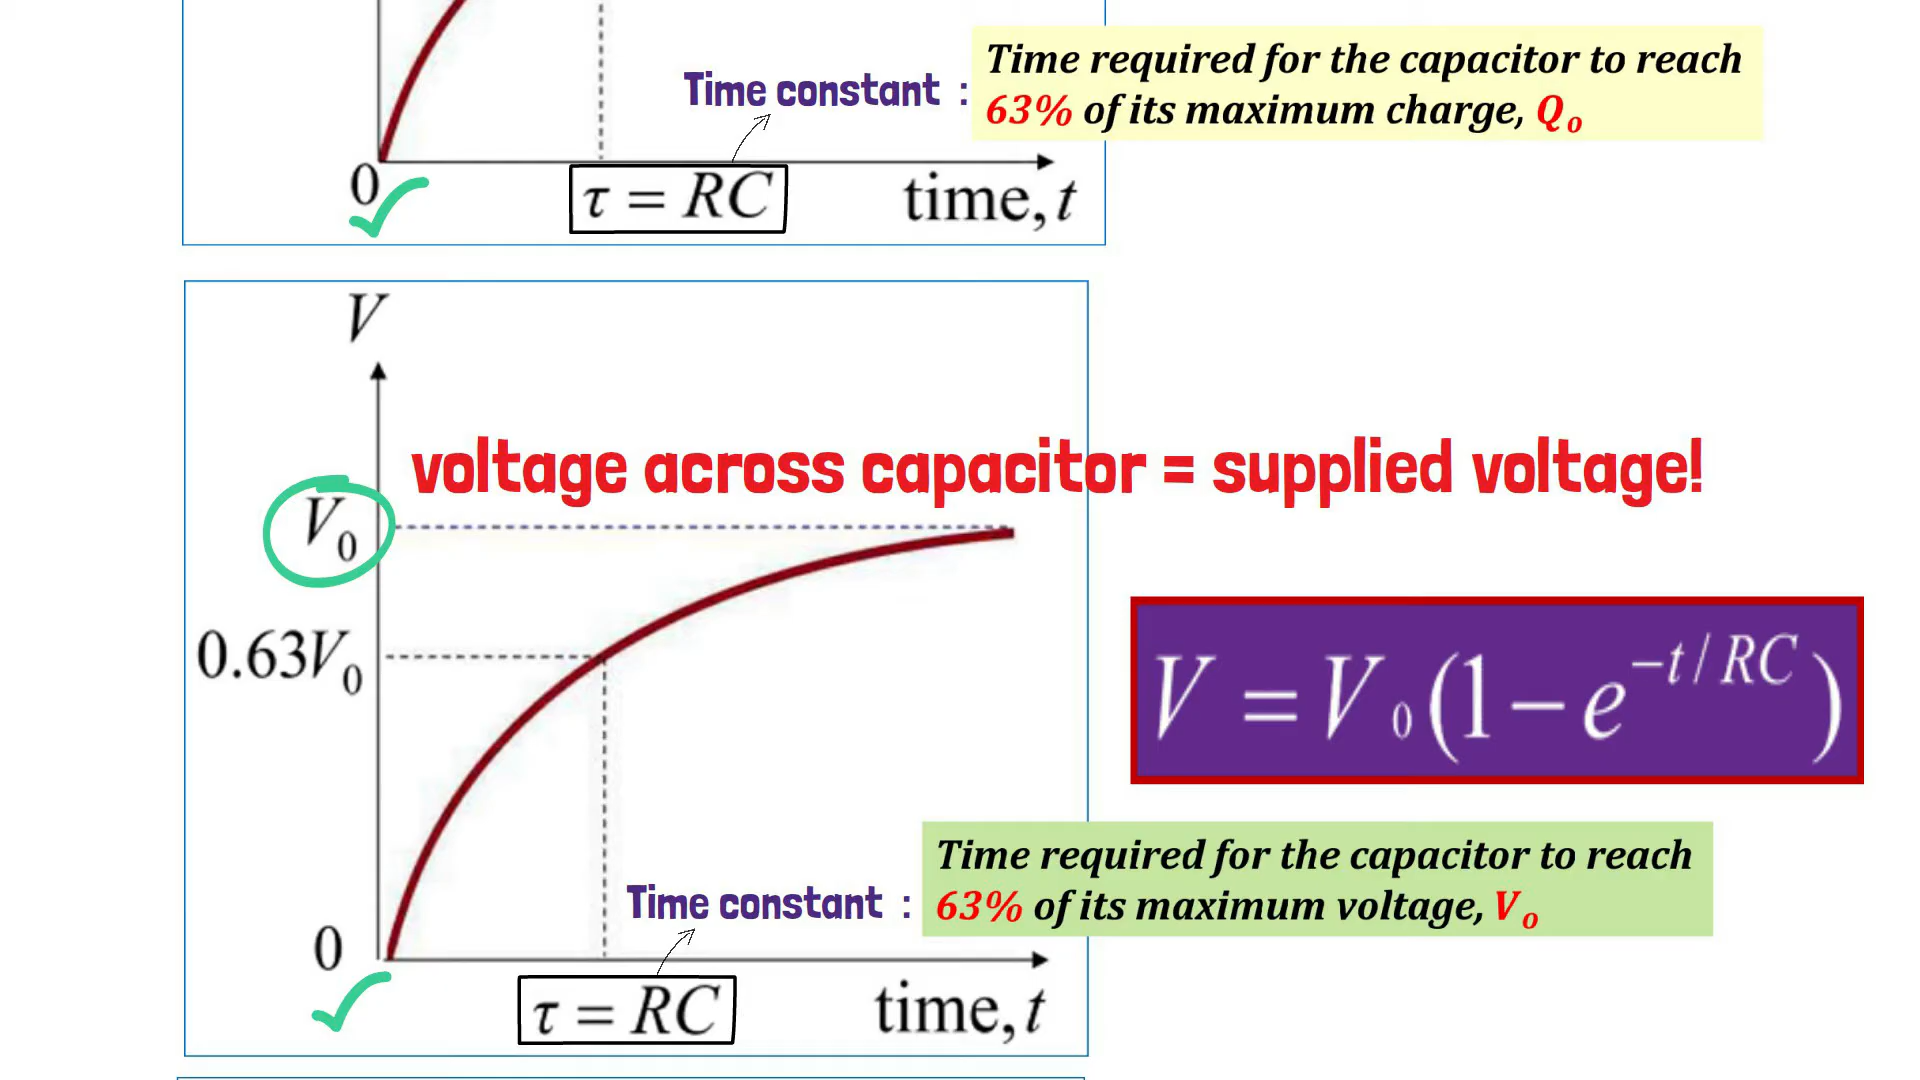 Time constant :
Time required for the capacitor to reach
63% of its maximum charge, Qo
0
τ = RC
time, t
V
voltage across capacitor = supplied voltage!
V0
0.63V0
V = V0(1 − e^−t/RC)
Time constant :
Time required for the capacitor to reach
63% of its maximum voltage, Vo
0
τ = RC
time, t